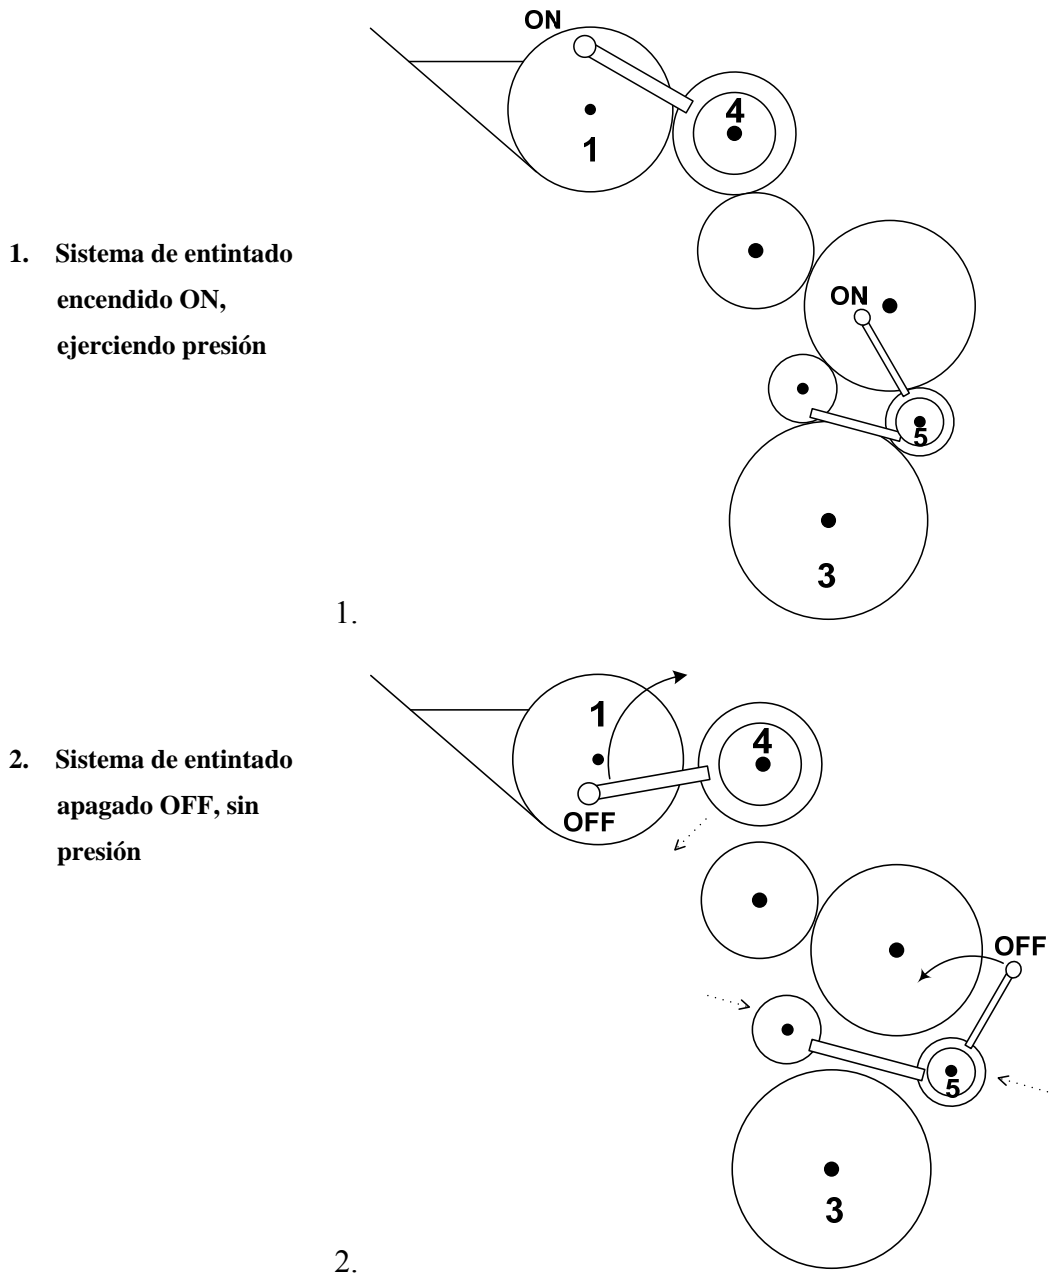 ON
4
1
1. Sistema de entintado
encendido ON,
ejerciendo presión
ON
5
3
1.
1
4
2. Sistema de entintado
apagado OFF, sin
presión
OFF
OFF
5
3
2.